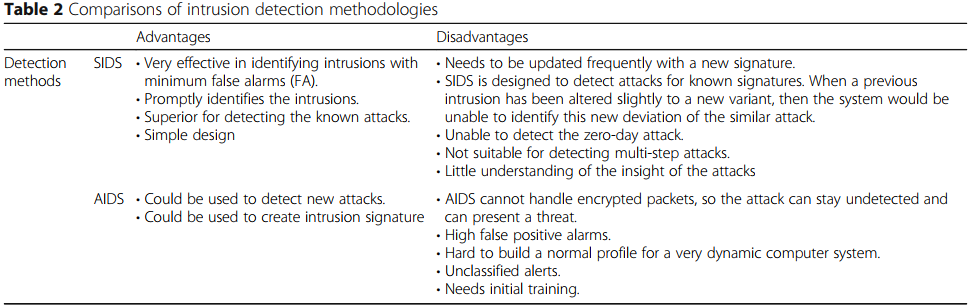 Table 2 Comparisons of intrusion detection methodologies
Advantages Disadvantages
Detection methods SIDS
• Very effective in identifying intrusions with
minimum false alarms (FA).
• Promptly identifies the intrusions.
• Superior for detecting the known attacks.
• Simple design
• Needs to be updated frequently with a new signature.
• SIDS is designed to detect attacks for known signatures. When a previous
intrusion has been altered slightly to a new variant, then the system would be
unable to identify this new deviation of the similar attack.
• Unable to detect the zero-day attack.
• Not suitable for detecting multi-step attacks.
• Little understanding of the insight of the attacks
AIDS
• Could be used to detect new attacks.
• Could be used to create intrusion signature
• AIDS cannot handle encrypted packets, so the attack can stay undetected and
can present a threat.
• High false positive alarms.
• Hard to build a normal profile for a very dynamic computer system.
• Unclassified alerts.
• Needs initial training.